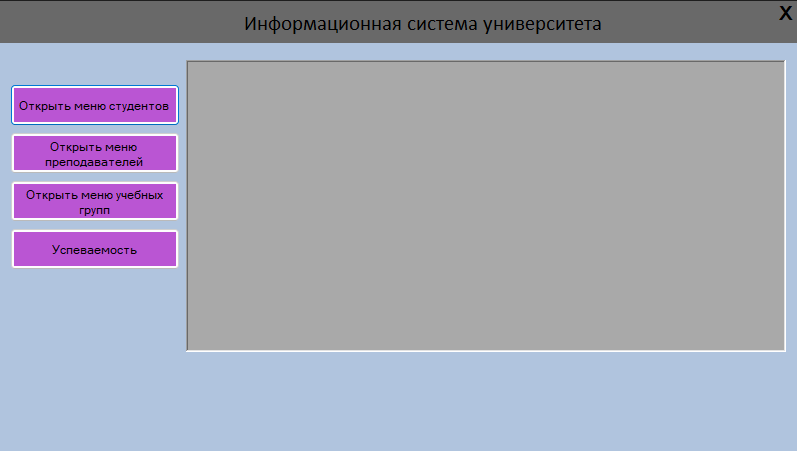 Информационная система университета
X
Открыть меню студентов
Открыть меню
преподавателей
Открыть меню учебных
групп
Успеваемость